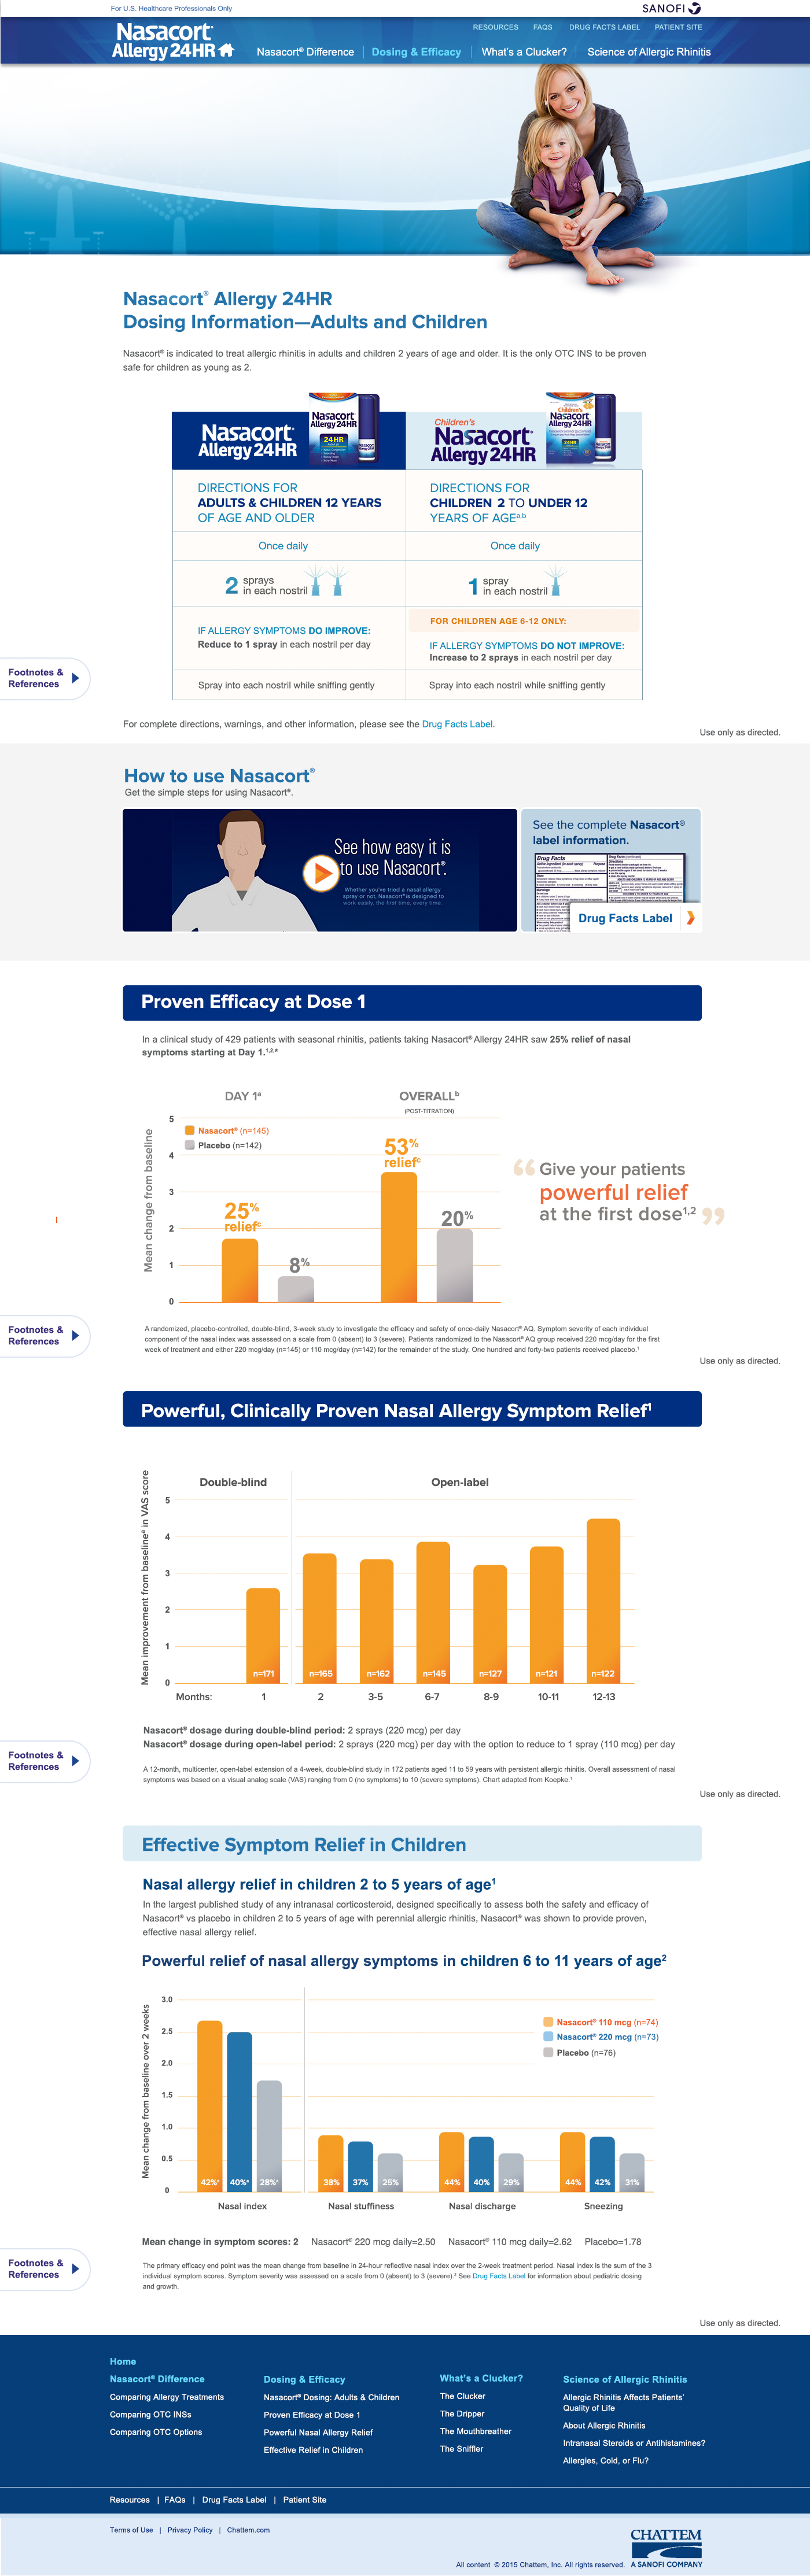 For U.S. Healthcare Professionals Only
SANOFI
RESOURCES FAQS DRUG FACTS LABEL PATIENT SITE
Nasacort®
Allergy 24HR
Nasacort® Difference | Dosing & Efficacy | What's a Clucker? | Science of Allergic Rhinitis
Nasacort® Allergy 24HR
Dosing Information—Adults and Children
Nasacort® is indicated to treat allergic rhinitis in adults and children 2 years of age and older. It is the only OTC INS to be proven
safe for children as young as 2.
Nasacort®
Allergy 24HR
Nasacort
Allergy 24HR
24HR
Children's
Nasacort®
Allergy 24HR
Children's
Nasacort
Allergy 24HR
DIRECTIONS FOR
ADULTS & CHILDREN 12 YEARS
OF AGE AND OLDER
DIRECTIONS FOR
CHILDREN 2 TO UNDER 12
YEARS OF AGEa,b
Once daily
Once daily
2 sprays
in each nostril
1 spray
in each nostril
IF ALLERGY SYMPTOMS DO IMPROVE:
Reduce to 1 spray in each nostril per day
FOR CHILDREN AGE 6-12 ONLY:
IF ALLERGY SYMPTOMS DO NOT IMPROVE:
Increase to 2 sprays in each nostril per day
Spray into each nostril while sniffing gently
Spray into each nostril while sniffing gently
Footnotes &
References
For complete directions, warnings, and other information, please see the Drug Facts Label.
Use only as directed.
How to use Nasacort®
Get the simple steps for using Nasacort®.
See how easy it is
to use Nasacort®.
Whether you've tried a nasal allergy
spray or not, Nasacort® is designed to
work easily, the first time, every time.
See the complete Nasacort®
label information.
Drug Facts
Drug Facts (continued)
Drug Facts Label
Proven Efficacy at Dose 1
In a clinical study of 429 patients with seasonal rhinitis, patients taking Nasacort® Allergy 24HR saw 25% relief of nasal
symptoms starting at Day 1.1,2,*
DAY 1a
OVERALLb
(POST-TITRATION)
Mean change from baseline
5
4
3
2
1
0
Nasacort® (n=145)
Placebo (n=142)
25%
reliefc
8%
53%
reliefc
20%
“ Give your patients
powerful relief
at the first dose1,2 ”
A randomized, placebo-controlled, double-blind, 3-week study to investigate the efficacy and safety of once-daily Nasacort® AQ. Symptom severity of each individual
component of the nasal index was assessed on a scale from 0 (absent) to 3 (severe). Patients randomized to the Nasacort® AQ group received 220 mcg/day for the first
week of treatment and either 220 mcg/day (n=145) or 110 mcg/day (n=142) for the remainder of the study. One hundred and forty-two patients received placebo.1
Footnotes &
References
Use only as directed.
Powerful, Clinically Proven Nasal Allergy Symptom Relief1
Double-blind
Open-label
Mean improvement from baselinea in VAS score
5
4
3
2
1
0
n=171 n=165 n=162 n=145 n=127 n=121 n=122
Months: 1 2 3-5 6-7 8-9 10-11 12-13
Nasacort® dosage during double-blind period: 2 sprays (220 mcg) per day
Nasacort® dosage during open-label period: 2 sprays (220 mcg) per day with the option to reduce to 1 spray (110 mcg) per day
Footnotes &
References
A 12-month, multicenter, open-label extension of a 4-week, double-blind study in 172 patients aged 11 to 59 years with persistent allergic rhinitis. Overall assessment of nasal
symptoms was based on a visual analog scale (VAS) ranging from 0 (no symptoms) to 10 (severe symptoms). Chart adapted from Koepke.1
Use only as directed.
Effective Symptom Relief in Children
Nasal allergy relief in children 2 to 5 years of age1
In the largest published study of any intranasal corticosteroid, designed specifically to assess both the safety and efficacy of
Nasacort® vs placebo in children 2 to 5 years of age with perennial allergic rhinitis, Nasacort® was shown to provide proven,
effective nasal allergy relief.
Powerful relief of nasal allergy symptoms in children 6 to 11 years of age2
Mean change from baseline over 2 weeks
3.0
2.5
2.0
1.5
1.0
0.5
0
Nasacort® 110 mcg (n=74)
Nasacort® 220 mcg (n=73)
Placebo (n=76)
42%* 40%* 28%* 38% 37% 25% 44% 40% 29% 44% 42% 31%
Nasal index Nasal stuffiness Nasal discharge Sneezing
Mean change in symptom scores: 2 Nasacort® 220 mcg daily=2.50 Nasacort® 110 mcg daily=2.62 Placebo=1.78
Footnotes &
References
The primary efficacy end point was the mean change from baseline in 24-hour reflective nasal index over the 2-week treatment period. Nasal index is the sum of the 3
individual symptom scores. Symptom severity was assessed on a scale from 0 (absent) to 3 (severe).2 See Drug Facts Label for information about pediatric dosing
and growth.
Use only as directed.
Home
Nasacort® Difference
Comparing Allergy Treatments
Comparing OTC INSs
Comparing OTC Options
Dosing & Efficacy
Nasacort® Dosing: Adults & Children
Proven Efficacy at Dose 1
Powerful Nasal Allergy Relief
Effective Relief in Children
What's a Clucker?
The Clucker
The Dripper
The Mouthbreather
The Sniffler
Science of Allergic Rhinitis
Allergic Rhinitis Affects Patients'
Quality of Life
About Allergic Rhinitis
Intranasal Steroids or Antihistamines?
Allergies, Cold, or Flu?
Resources | FAQs | Drug Facts Label | Patient Site
Terms of Use | Privacy Policy | Chattem.com
All content © 2015 Chattem, Inc. All rights reserved.
CHATTEM
A SANOFI COMPANY